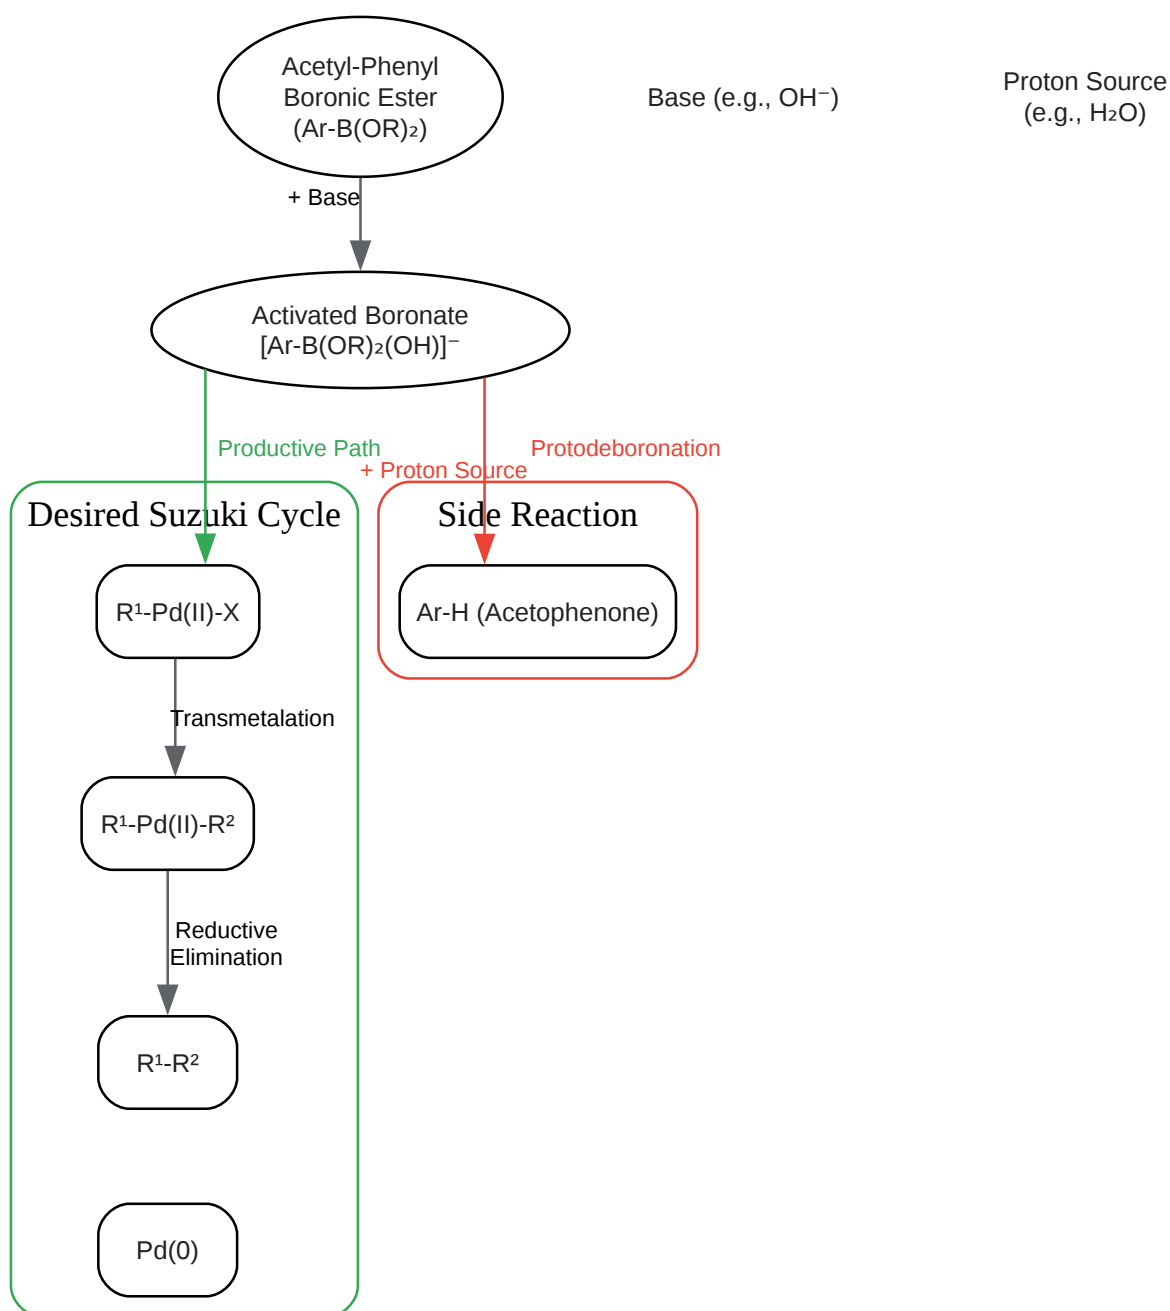 Acetyl-Phenyl
Boronic Ester
(Ar-B(OR)₂)
Base (e.g., OH⁻)
Proton Source
(e.g., H₂O)
+ Base
Activated Boronate
[Ar-B(OR)₂(OH)]⁻
Productive Path
Protodeboronation
+ Proton Source
Desired Suzuki Cycle
Side Reaction
R¹-Pd(II)-X
Ar-H (Acetophenone)
Transmetalation
R¹-Pd(II)-R²
Reductive
Elimination
R¹-R²
Pd(0)